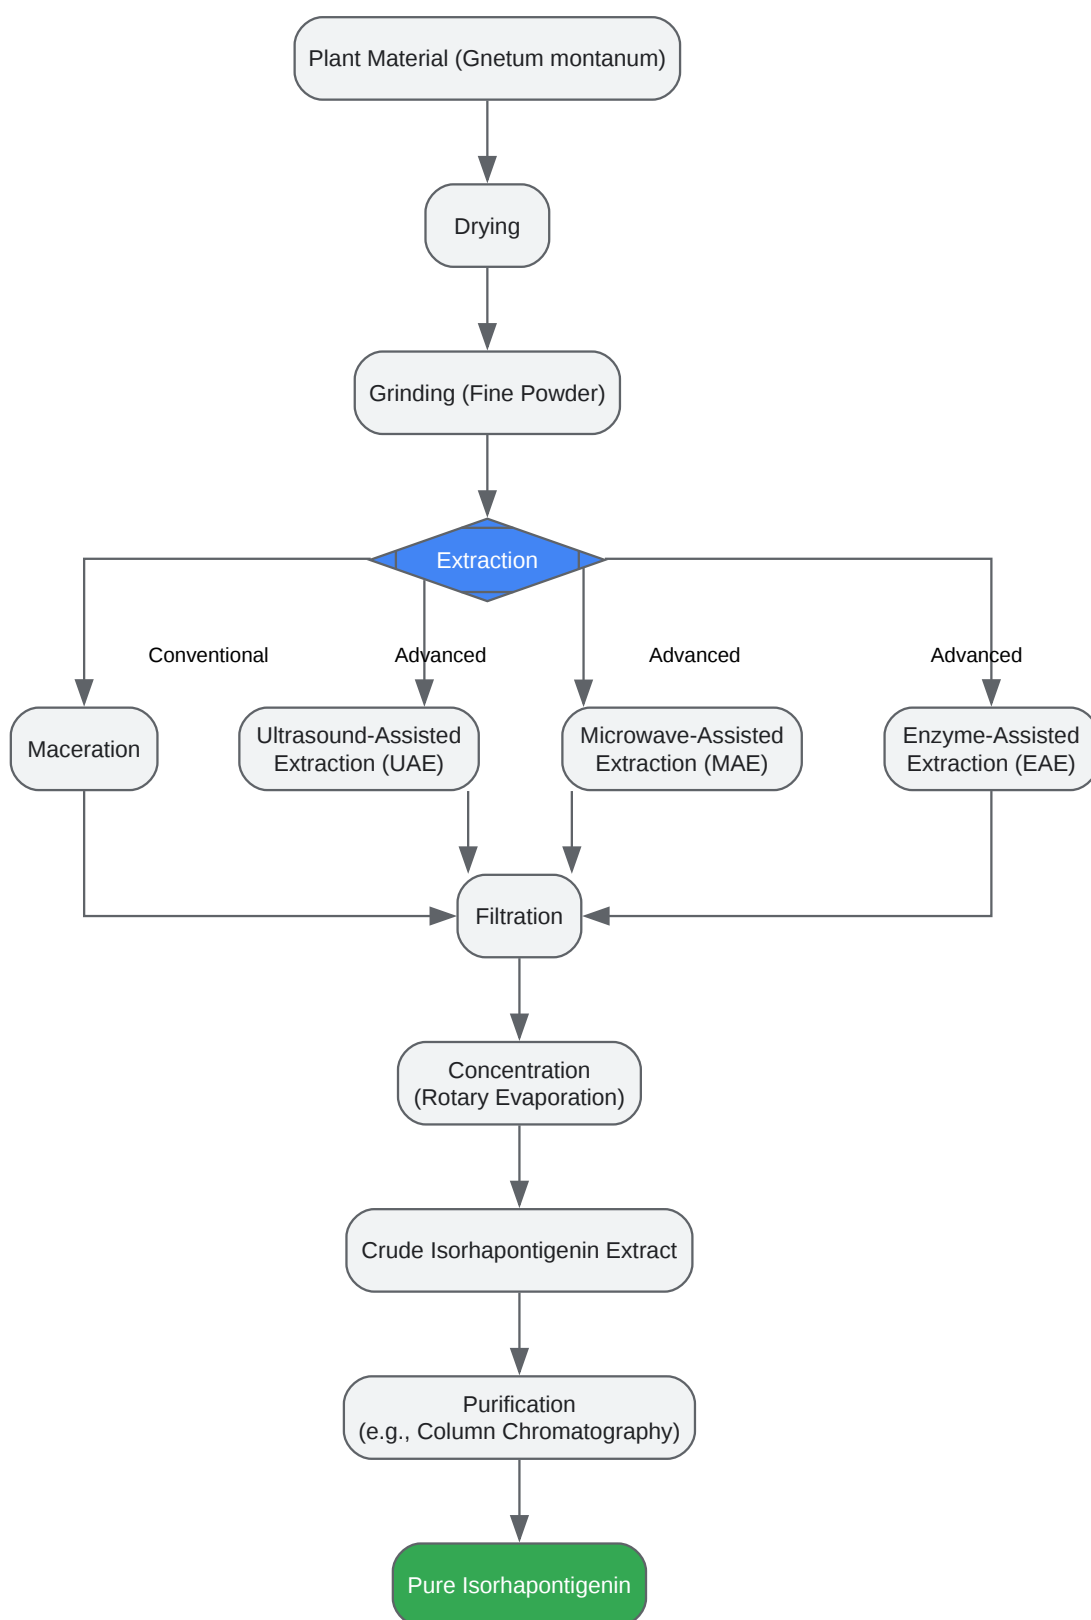 Plant Material (Gnetum montanum)
Drying
Grinding (Fine Powder)
Extraction
Conventional
Advanced
Advanced
Advanced
Maceration
Ultrasound-Assisted
Extraction (UAE)
Microwave-Assisted
Extraction (MAE)
Enzyme-Assisted
Extraction (EAE)
Filtration
Concentration
(Rotary Evaporation)
Crude Isorhapontigenin Extract
Purification
(e.g., Column Chromatography)
Pure Isorhapontigenin